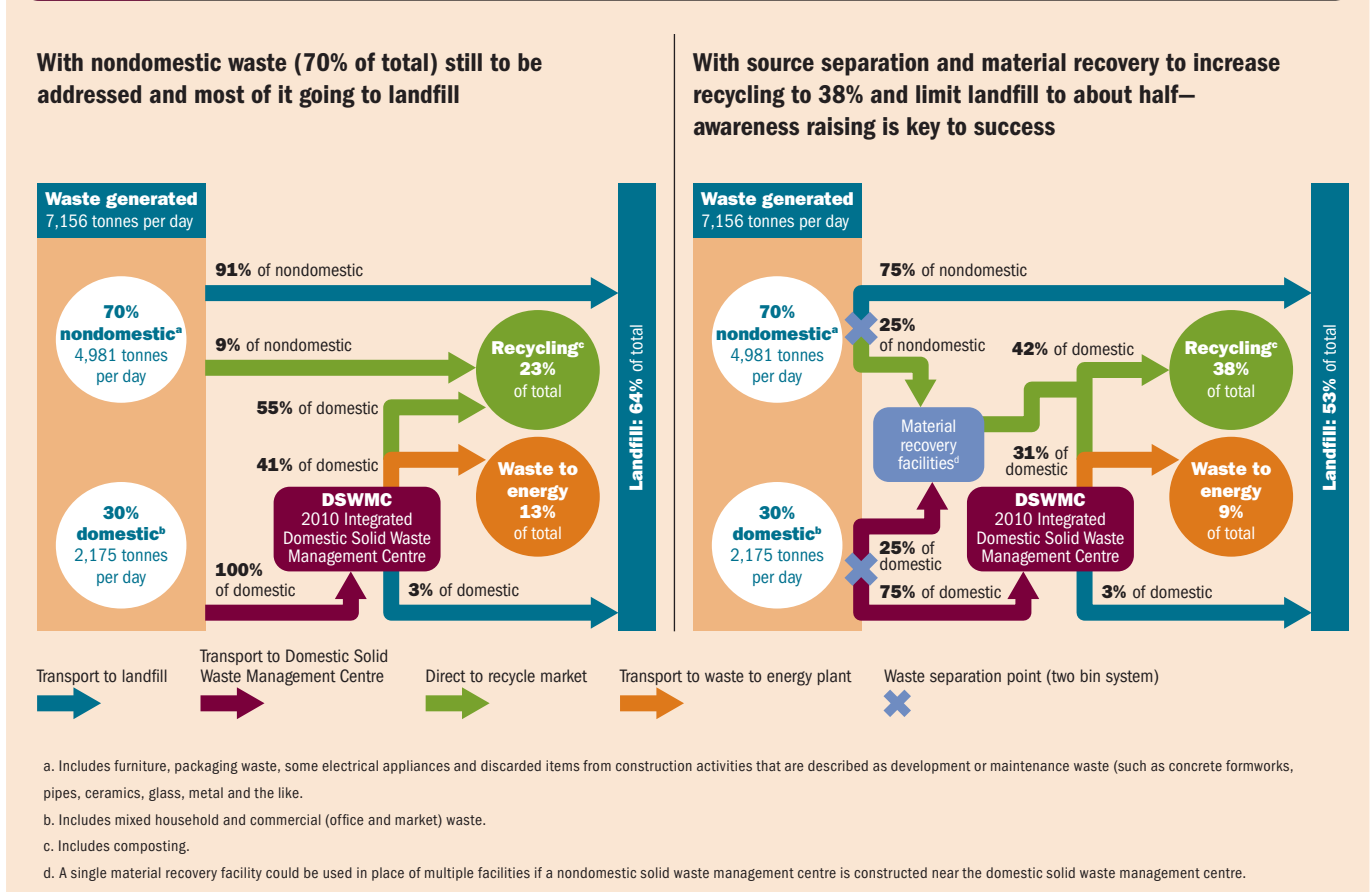 With nondomestic waste (70% of total) still to be
addressed and most of it going to landfill
Waste generated
7,156 tonnes per day
70%
nondomesticᵃ
4,981 tonnes
per day
30%
domesticᵇ
2,175 tonnes
per day
91% of nondomestic
9% of nondomestic
55% of domestic
41% of domestic
100%
of domestic
DSWMC
2010 Integrated
Domestic Solid Waste
Management Centre
3% of domestic
Recyclingᶜ
23%
of total
Waste to
energy
13%
of total
Landfill: 64% of total
With source separation and material recovery to increase
recycling to 38% and limit landfill to about half—
awareness raising is key to success
Waste generated
7,156 tonnes per day
70%
nondomesticᵃ
4,981 tonnes
per day
30%
domesticᵇ
2,175 tonnes
per day
75% of nondomestic
25%
of nondomestic
42% of domestic
Material
recovery
facilitiesᵈ
31% of
domestic
25% of
domestic
75% of domestic
DSWMC
2010 Integrated
Domestic Solid Waste
Management Centre
3% of domestic
Recyclingᶜ
38%
of total
Waste to
energy
9%
of total
Landfill: 53% of total
Transport to landfill
Transport to Domestic Solid
Waste Management Centre
Direct to recycle market
Transport to waste to energy plant
Waste separation point (two bin system)
a. Includes furniture, packaging waste, some electrical appliances and discarded items from construction activities that are described as development or maintenance waste (such as concrete formworks,
pipes, ceramics, glass, metal and the like.
b. Includes mixed household and commercial (office and market) waste.
c. Includes composting.
d. A single material recovery facility could be used in place of multiple facilities if a nondomestic solid waste management centre is constructed near the domestic solid waste management centre.